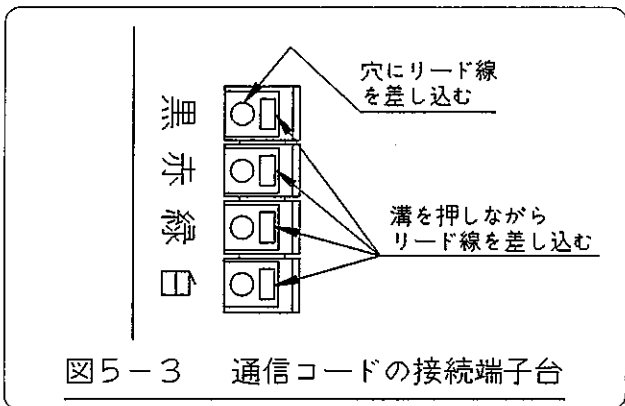 穴にリード線
を差し込む
黒
赤
緑
白
溝を押しながら
リード線を差し込む
図5-3 通信コードの接続端子台